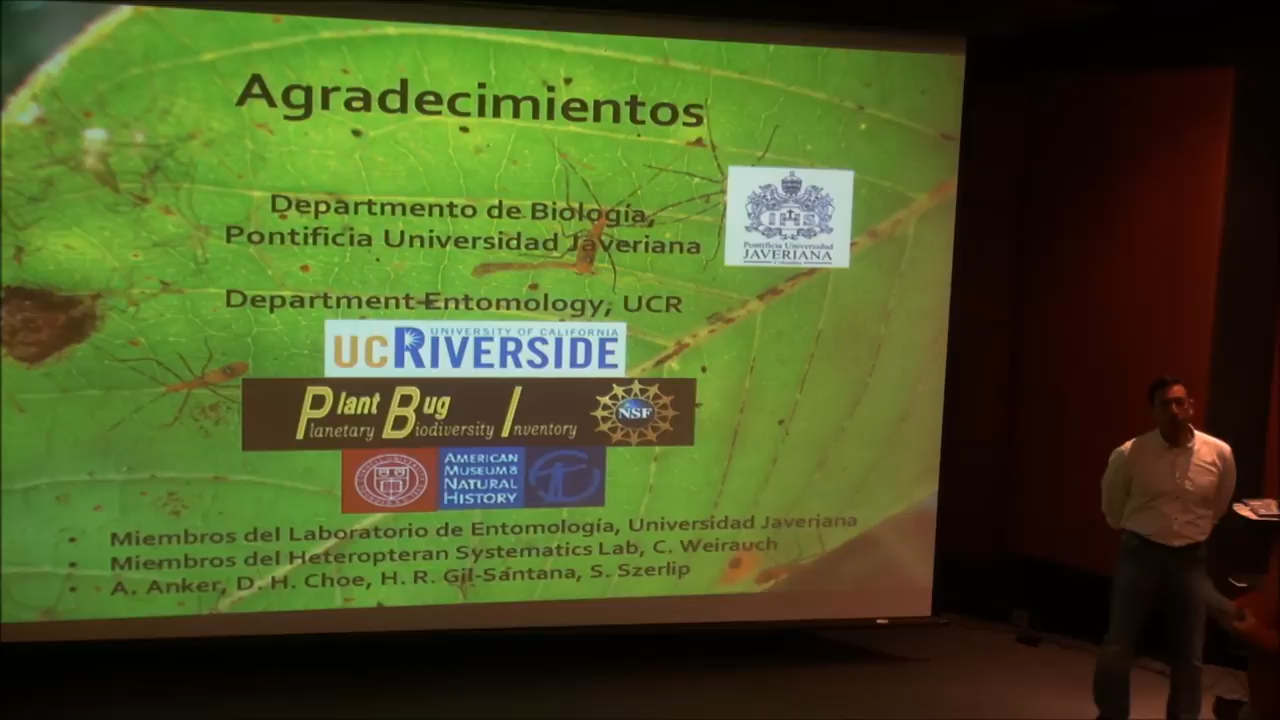 Agradecimientos
Departmento de Biología,
Pontificia Universidad Javeriana
IHS
Pontificia Universidad
JAVERIANA
Department Entomology, UCR
UNIVERSITY OF CALIFORNIA
UCRIVERSIDE
Plant Bug I
Planetary Biodiversity Inventory
NSF
AMERICAN
MUSEUM &
NATURAL
HISTORY
• Miembros del Laboratorio de Entomología, Universidad Javeriana
• Miembros del Heteropteran Systematics Lab, C. Weirauch
• A. Anker, D. H. Choe, H. R. Gil-Santana, S. Szerlip